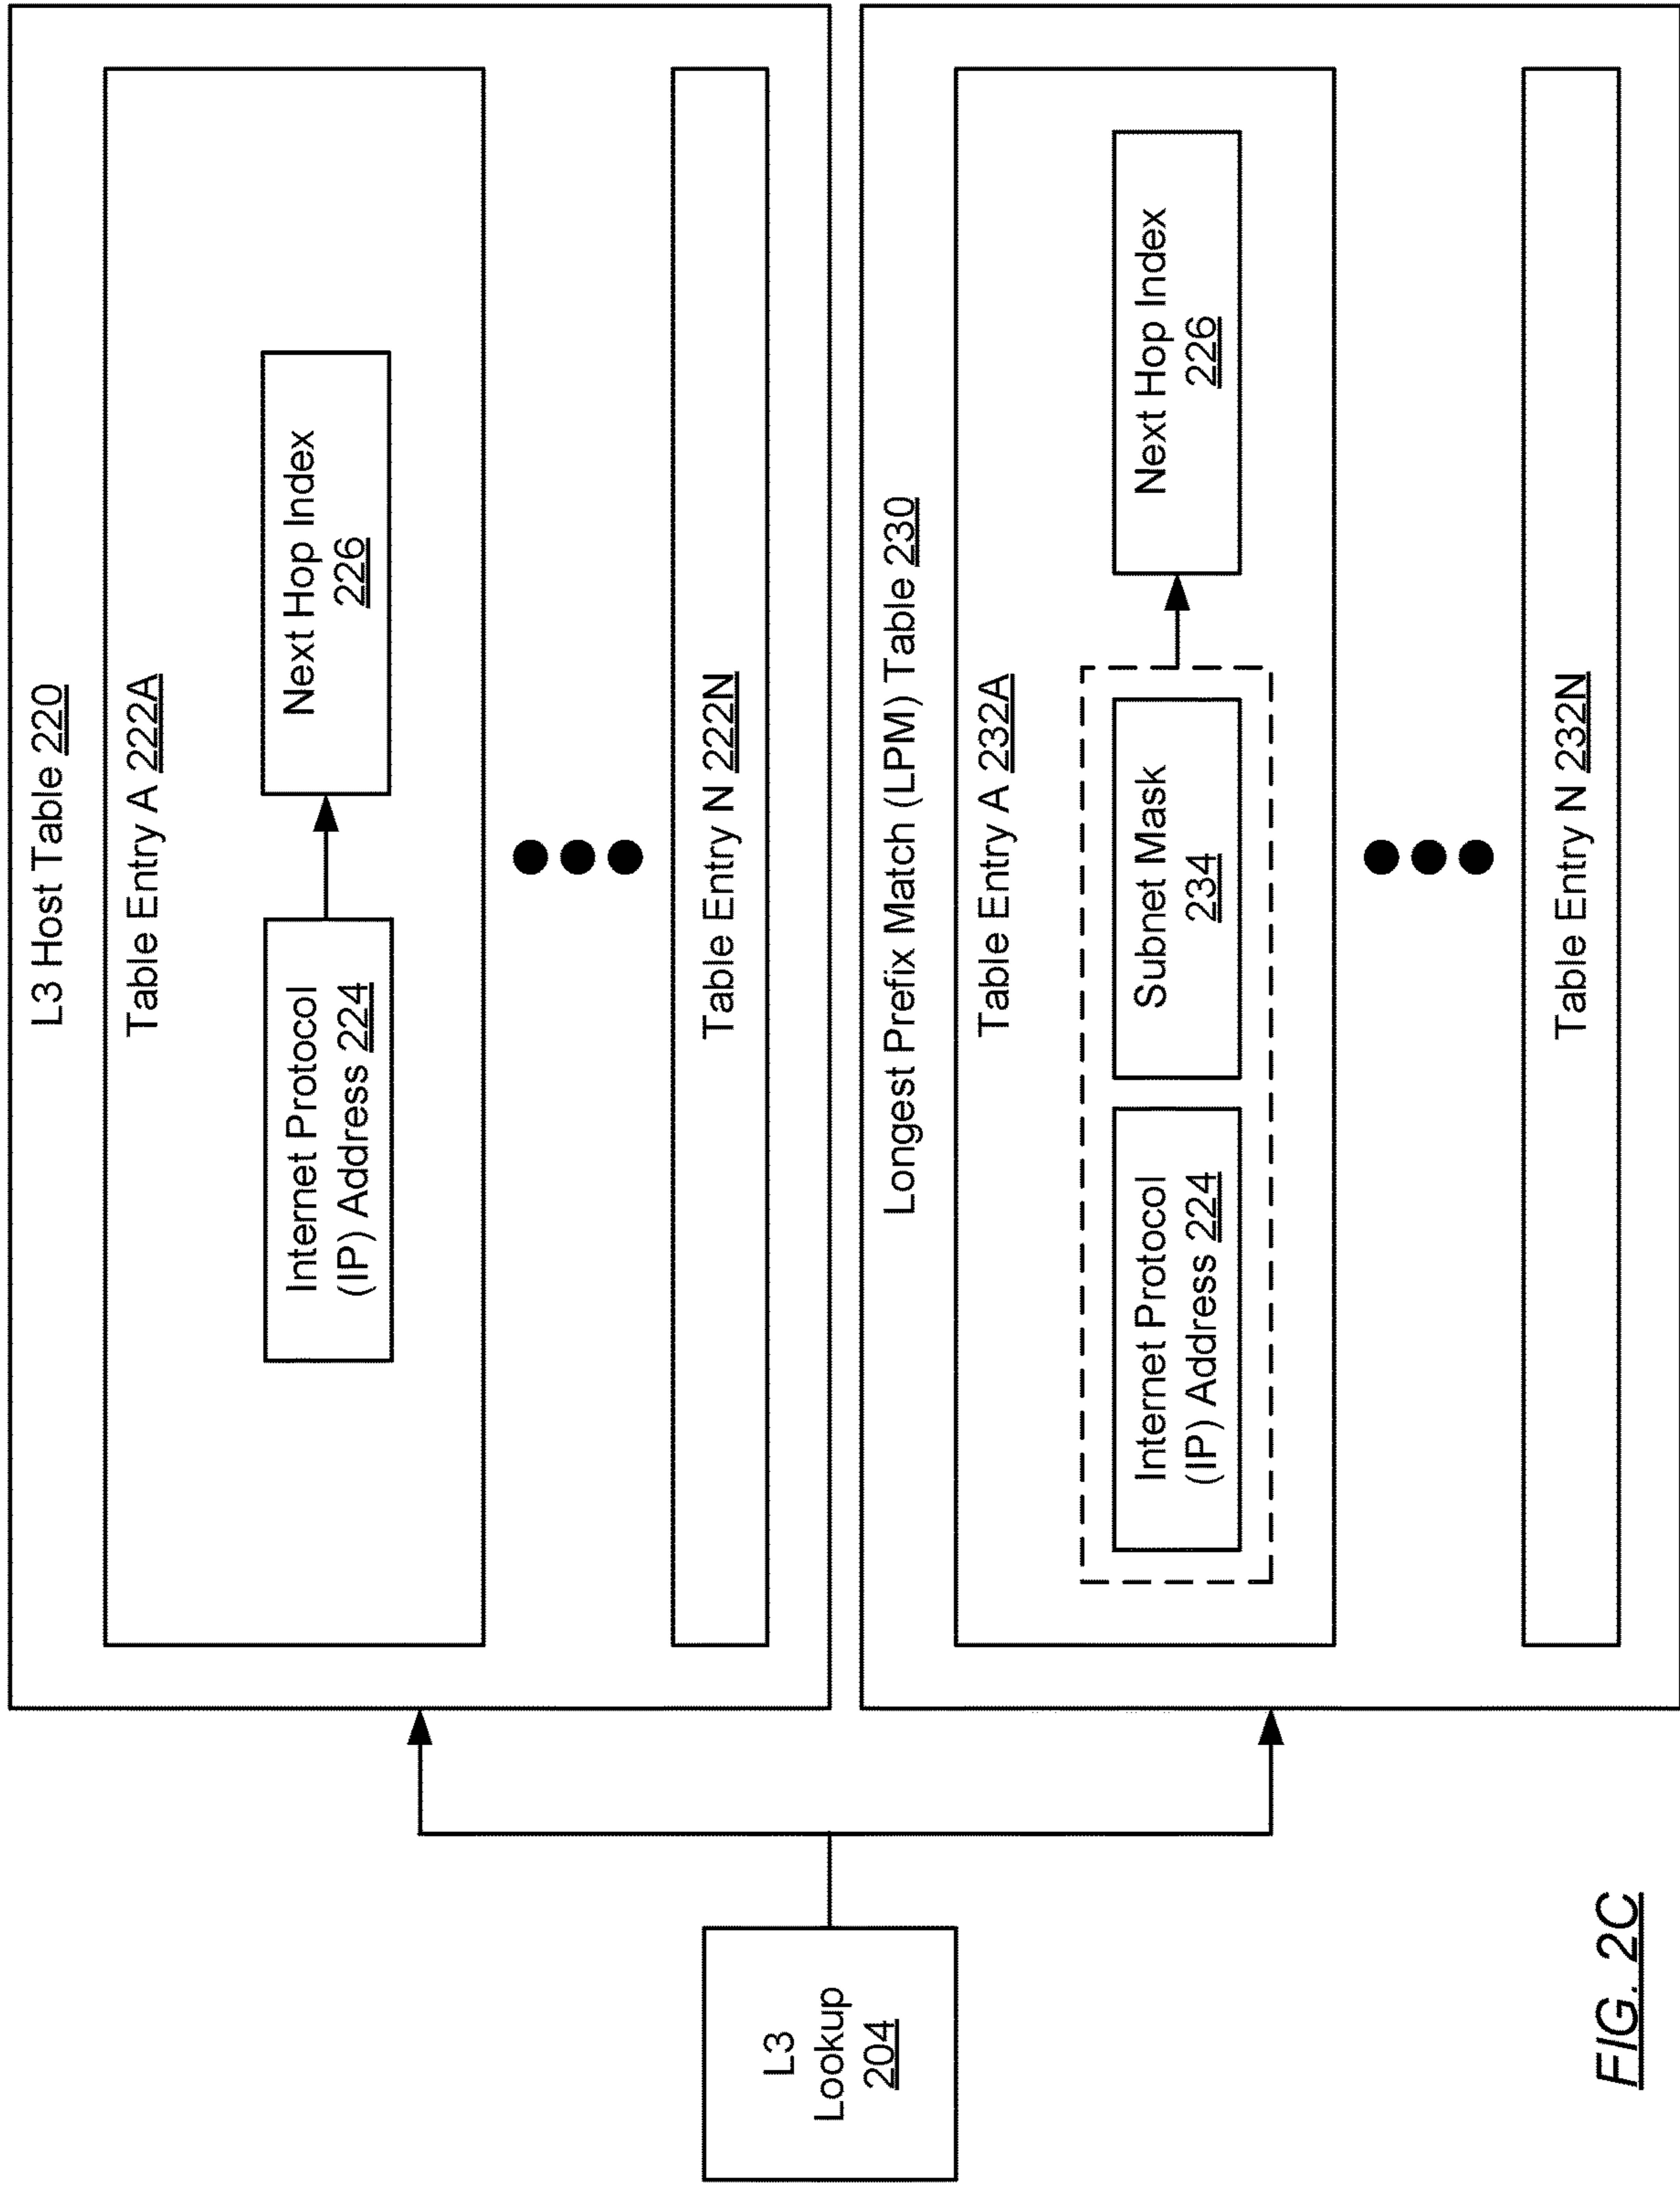 L3
Lookup
204
L3 Host Table 220
Table Entry A 222A
Internet Protocol
(IP) Address 224
Next Hop Index
226
Table Entry N 222N
Longest Prefix Match (LPM) Table 230
Table Entry A 232A
Internet Protocol
(IP) Address 224
Subnet Mask
234
Next Hop Index
226
Table Entry N 232N
FIG. 2C